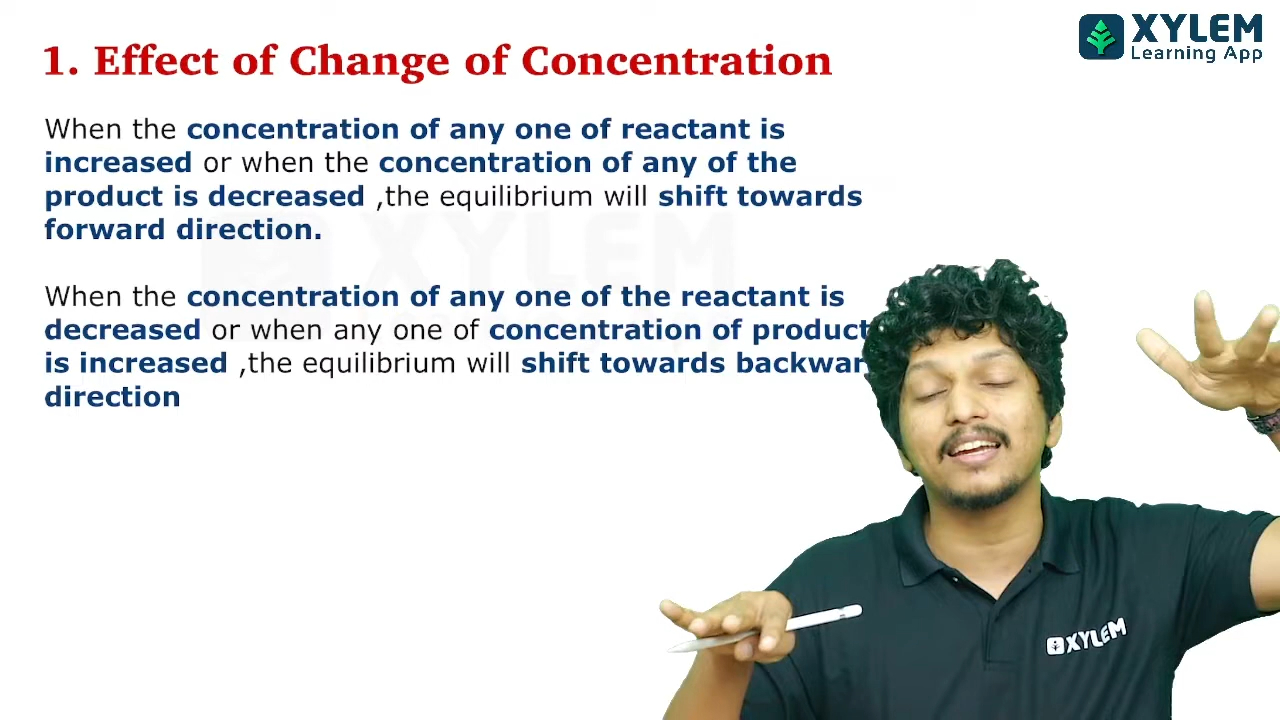 XYLEM
Learning App
1. Effect of Change of Concentration
When the concentration of any one of reactant is
increased or when the concentration of any of the
product is decreased ,the equilibrium will shift towards
forward direction.
XYLEM
When the concentration of any one of the reactant is
decreased or when any one of concentration of product
is increased ,the equilibrium will shift towards backwar
direction
XYLEM